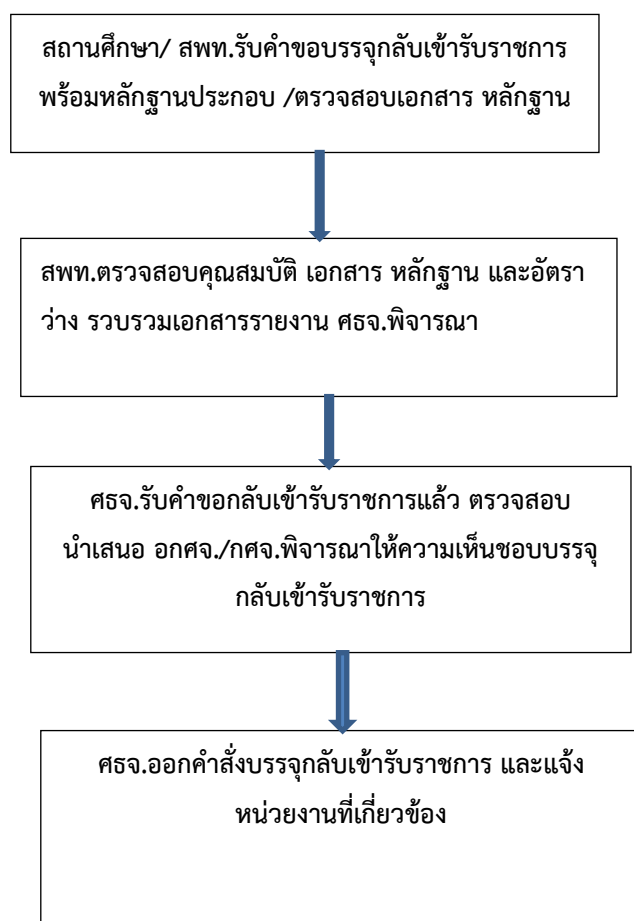 สถานศึกษา/ สพท.รับคำขอบรรจุกลับเข้ารับราชการ
พร้อมหลักฐานประกอบ /ตรวจสอบเอกสาร หลักฐาน
สพท.ตรวจสอบคุณสมบัติ เอกสาร หลักฐาน และอัตรา
ว่าง รวบรวมเอกสารรายงาน ศธจ.พิจารณา
ศธจ.รับคำขอกลับเข้ารับราชการแล้ว ตรวจสอบ
นำเสนอ อกศจ./กศจ.พิจารณาให้ความเห็นชอบบรรจุ
กลับเข้ารับราชการ
ศธจ.ออกคำสั่งบรรจุกลับเข้ารับราชการ และแจ้ง
หน่วยงานที่เกี่ยวข้อง